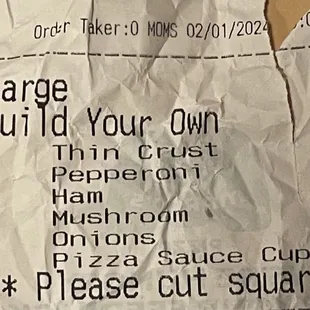 Order Taker:0 MOMS 02/01/2024
arge
uild Your Own
Thin Crust
Pepperoni
Ham
Mushroom
Onions
Pizza Sauce Cup
* Please cut squar